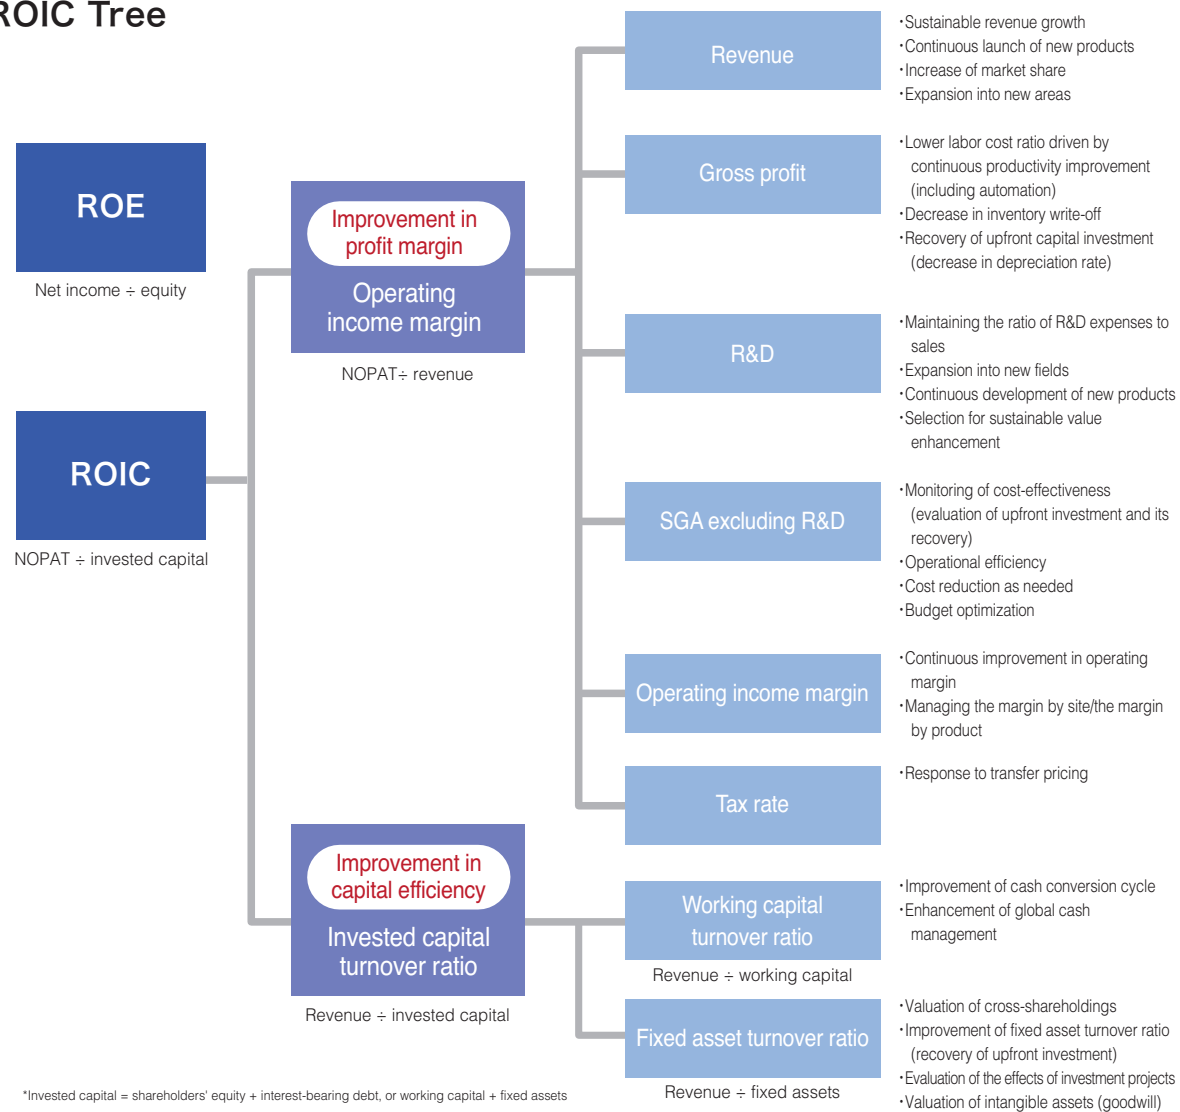 ROIC Tree
ROE
Net income ÷ equity
ROIC
NOPAT ÷ invested capital
Improvement in
profit margin
Operating
income margin
NOPAT÷ revenue
Improvement in
capital efficiency
Invested capital
turnover ratio
Revenue ÷ invested capital
Revenue
・Sustainable revenue growth
・Continuous launch of new products
・Increase of market share
・Expansion into new areas
Gross profit
・Lower labor cost ratio driven by
continuous productivity improvement
(including automation)
・Decrease in inventory write-off
・Recovery of upfront capital investment
(decrease in depreciation rate)
R&D
・Maintaining the ratio of R&D expenses to
sales
・Expansion into new fields
・Continuous development of new products
・Selection for sustainable value
enhancement
SGA excluding R&D
・Monitoring of cost-effectiveness
(evaluation of upfront investment and its
recovery)
・Operational efficiency
・Cost reduction as needed
・Budget optimization
Operating income margin
・Continuous improvement in operating
margin
・Managing the margin by site/the margin
by product
Tax rate
・Response to transfer pricing
Working capital
turnover ratio
Revenue ÷ working capital
・Improvement of cash conversion cycle
・Enhancement of global cash
management
Fixed asset turnover ratio
Revenue ÷ fixed assets
・Valuation of cross-shareholdings
・Improvement of fixed asset turnover ratio
(recovery of upfront investment)
・Evaluation of the effects of investment projects
・Valuation of intangible assets (goodwill)
*Invested capital = shareholders' equity + interest-bearing debt, or working capital + fixed assets